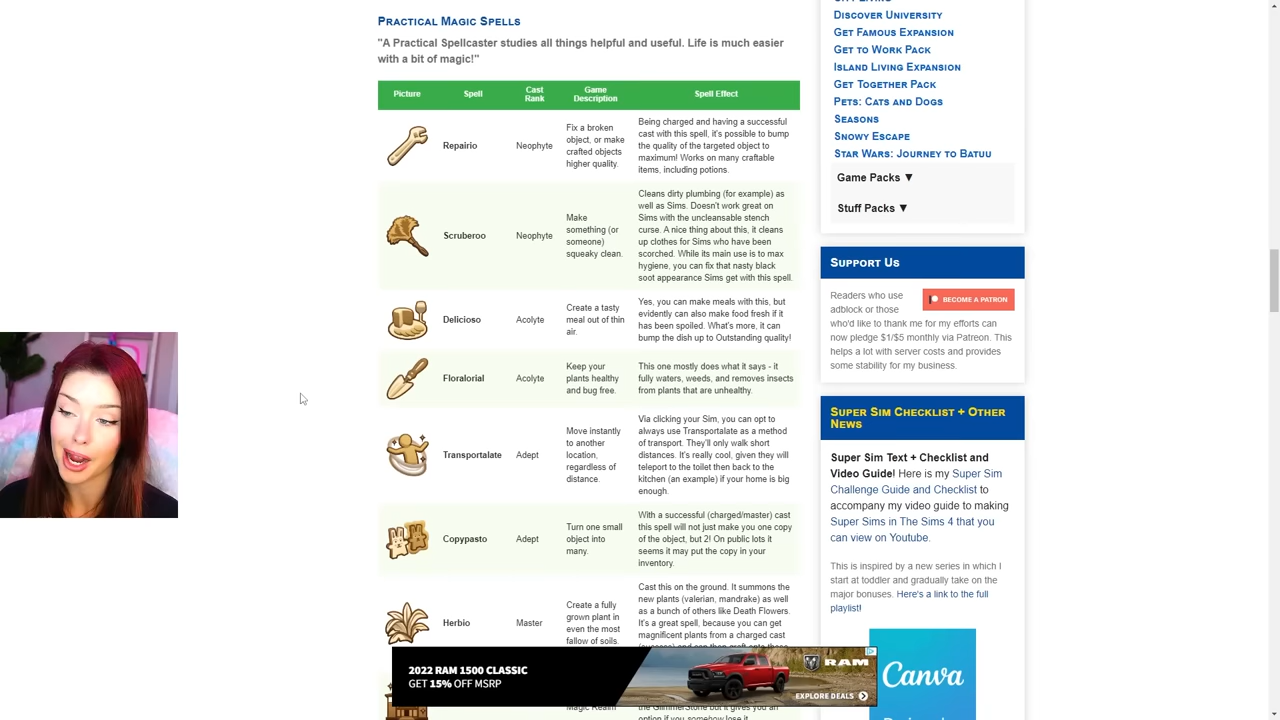 Practical Magic Spells
"A Practical Spellcaster studies all things helpful and useful. Life is much easier
with a bit of magic!"
Picture
Spell
Cast
Rank
Game
Description
Spell Effect
Repairio
Neophyte
Fix a broken
object, or make
crafted objects
higher quality.
Being charged and having a successful
cast with this spell, it's possible to bump
the quality of the targeted object to
maximum! Works on many craftable
items, including potions.
Scruberoo
Neophyte
Make
something (or
someone)
squeaky clean.
Cleans dirty plumbing (for example) as
well as Sims. Doesn't work great on
Sims with the uncleansable stench
curse. A nice thing about this, it cleans
up clothes for Sims who have been
scorched. While its main use is to max
hygiene, you can fix that nasty black
soot appearance Sims get with this spell.
Delicioso
Acolyte
Create a tasty
meal out of thin
air.
Yes, you can make meals with this, but
evidently can also make food fresh if it
has been spoiled. What's more, it can
bump the dish up to Outstanding quality!
Floralorial
Acolyte
Keep your
plants healthy
and bug free.
This one mostly does what it says - it
fully waters, weeds, and removes insects
from plants that are unhealthy.
Transportalate
Adept
Move instantly
to another
location,
regardless of
distance.
Via clicking your Sim, you can opt to
always use Transportalate as a method
of transport. They'll only walk short
distances. It's really cool, given they will
teleport to the toilet then back to the
kitchen (an example) if your home is big
enough.
Copypasto
Adept
Turn one small
object into
many.
With a successful (charged/master) cast
this spell will not just make you one copy
of the object, but 2! On public lots it
seems it may put the copy in your
inventory.
Herbio
Master
Create a fully
grown plant in
even the most
fallow of soils.
Cast this on the ground. It summons the
new plants (valerian, mandrake) as well
as a bunch of others like Death Flowers.
It's a great spell, because you can get
magnificent plants from a charged cast
Magic Realm
option if you somehow lose it.
2022 RAM 1500 CLASSIC
GET 15% OFF MSRP
RAM
EXPLORE DEALS
Discover University
Get Famous Expansion
Get to Work Pack
Island Living Expansion
Get Together Pack
Pets: Cats and Dogs
Seasons
Snowy Escape
Star Wars: Journey to Batuu
Game Packs ▼
Stuff Packs ▼
Support Us
BECOME A PATRON
Readers who use
adblock or those
who'd like to thank me for my efforts can
now pledge $1/$5 monthly via Patreon. This
helps a lot with server costs and provides
some stability for my business.
Super Sim Checklist + Other
News
Super Sim Text + Checklist and
Video Guide! Here is my Super Sim
Challenge Guide and Checklist to
accompany my video guide to making
Super Sims in The Sims 4 that you
can view on Youtube.
This is inspired by a new series in which I
start at toddler and gradually take on the
major bonuses. Here's a link to the full
playlist!
Canva